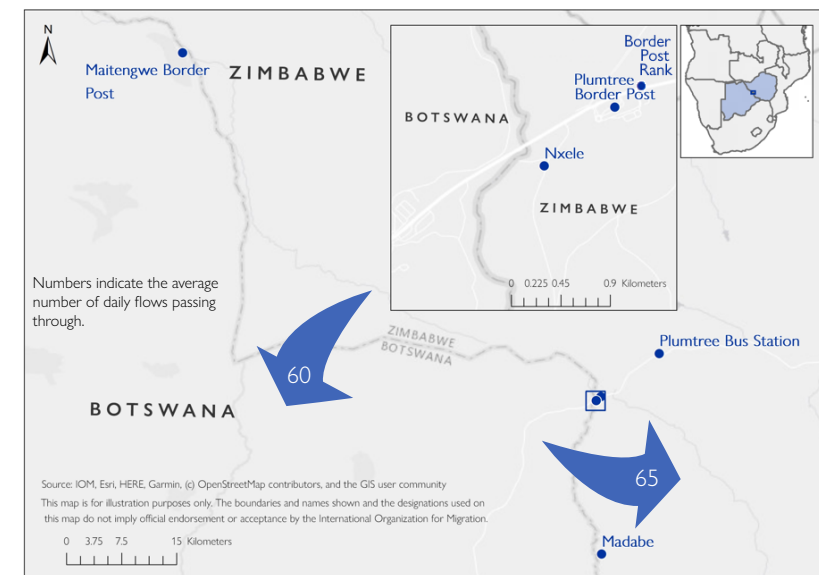 N
Maitengwe Border
Post
ZIMBABWE
Border
Post
Rank
Plumtree
Border Post
BOTSWANA
Nxele
ZIMBABWE
0 0.225 0.45 0.9 Kilometers
Numbers indicate the average
number of daily flows passing
through.
ZIMBABWE
BOTSWANA
Plumtree Bus Station
60
BOTSWANA
65
Source: IOM, Esri, HERE, Garmin, (c) OpenStreetMap contributors, and the GIS user community
This map is for illustration purposes only. The boundaries and names shown and the designations used on
this map do not imply official endorsement or acceptance by the International Organization for Migration.
0 3.75 7.5 15 Kilometers
Madabe